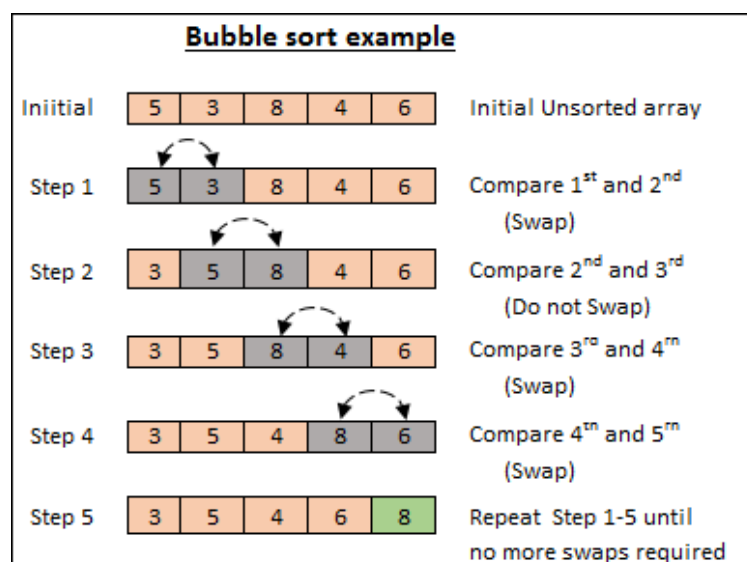 Bubble sort example
Iniitial 5 3 8 4 6 Initial Unsorted array
Step 1 5 3 8 4 6 Compare 1st and 2nd
(Swap)
Step 2 3 5 8 4 6 Compare 2nd and 3rd
(Do not Swap)
Step 3 3 5 8 4 6 Compare 3rd and 4th
(Swap)
Step 4 3 5 4 8 6 Compare 4th and 5th
(Swap)
Step 5 3 5 4 6 8 Repeat Step 1-5 until
no more swaps required